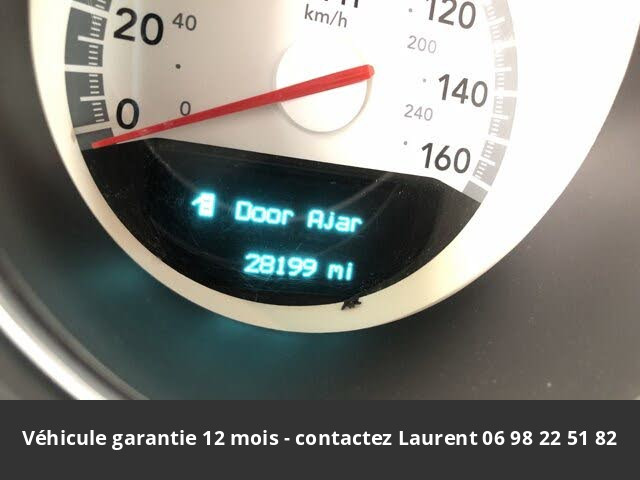 120
20 40
km/h
200
140
0 0
240
160
Door Ajar
28199 mi
Véhicule garantie 12 mois - contactez Laurent 06 98 22 51 82